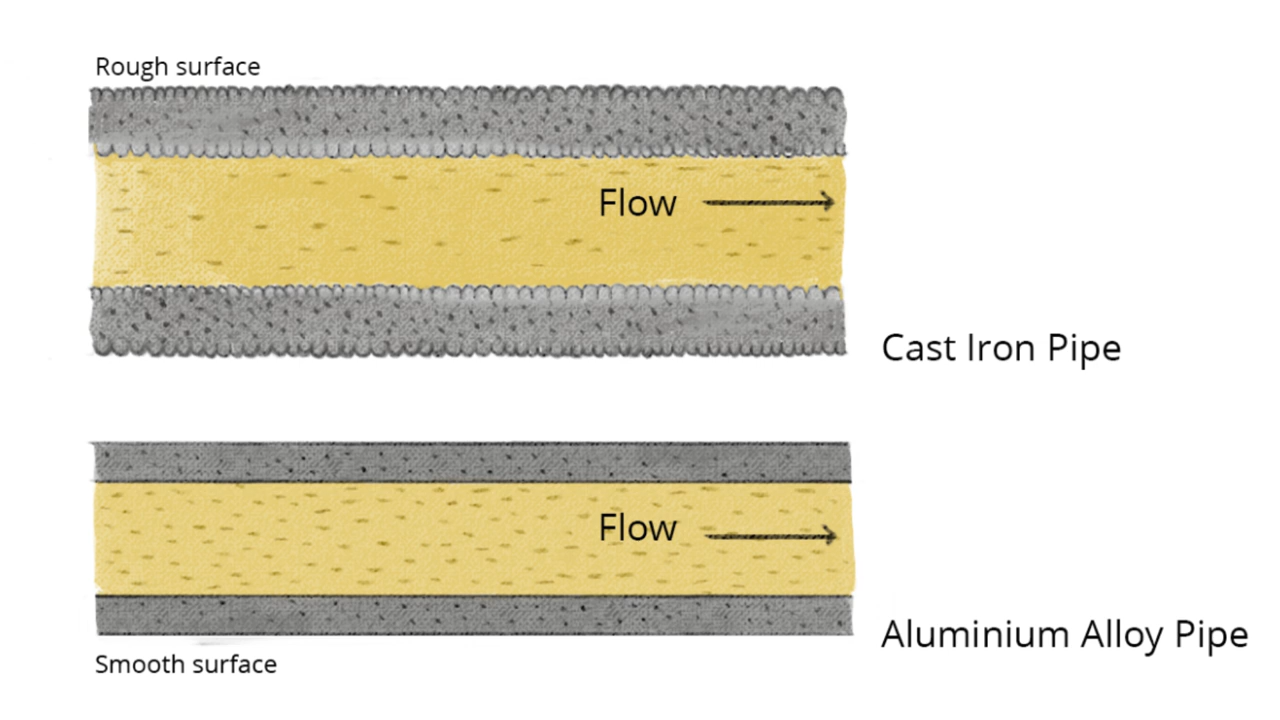 Rough surface
Flow
Cast Iron Pipe
Flow
Aluminium Alloy Pipe
Smooth surface